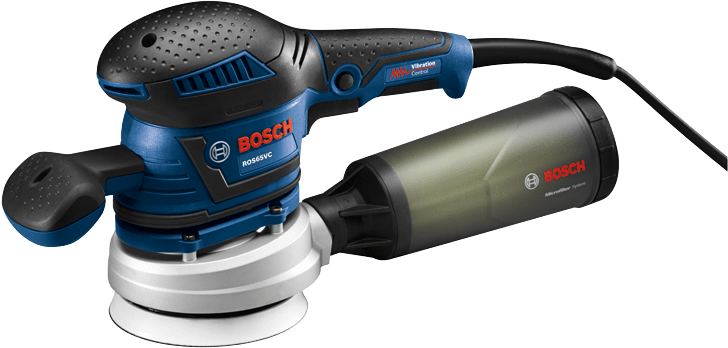 Vibration
Control
BOSCH
ROS65VC
BOSCH
Microfilter System